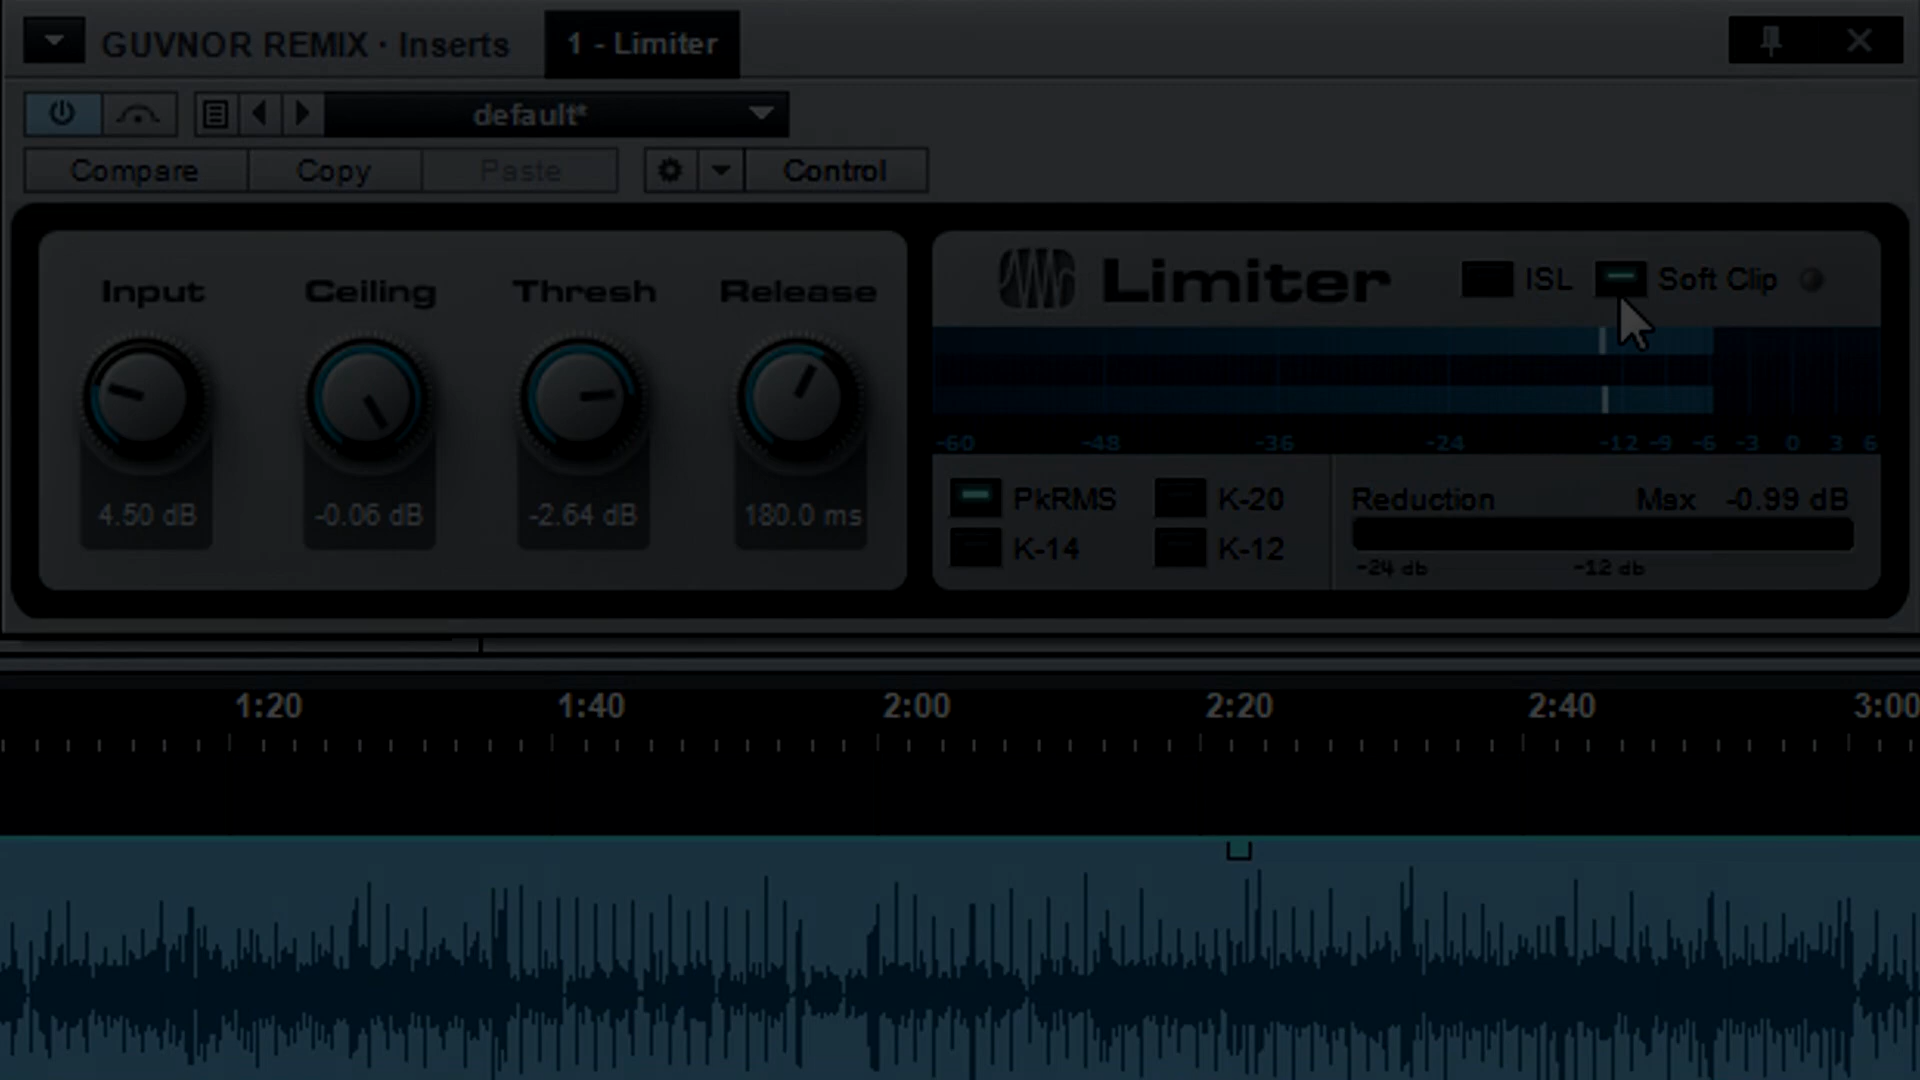 GUVNOR REMIX · Inserts
1 - Limiter
default*
Compare Copy Paste Control
Input Ceiling Thresh Release
4.50 dB -0.06 dB -2.64 dB 180.0 ms
Limiter ISL Soft Clip
-60 -48 -36 -24 -12 -9 -6 -3 0 3 6
PkRMS K-20
K-14 K-12
Reduction Max -0.99 dB
-24 db -12 db
1:20 1:40 2:00 2:20 2:40 3:00